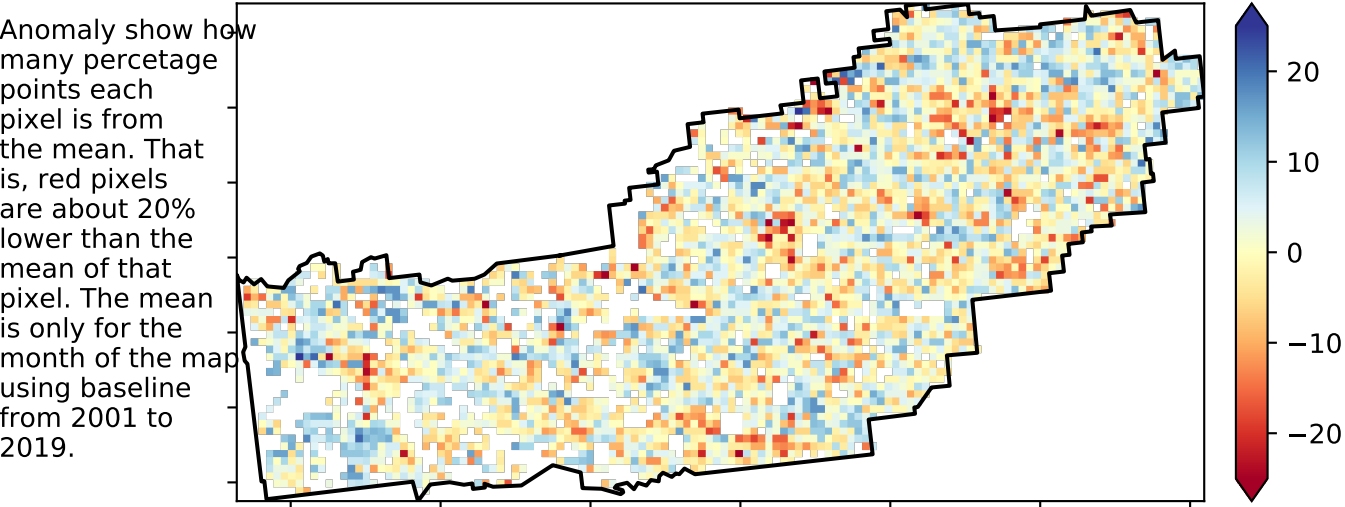 Anomaly show how
many percetage
points each
pixel is from
the mean. That
is, red pixels
are about 20%
lower than the
mean of that
pixel. The mean
is only for the
month of the map
using baseline
from 2001 to
2019.
20
10
0
−10
−20